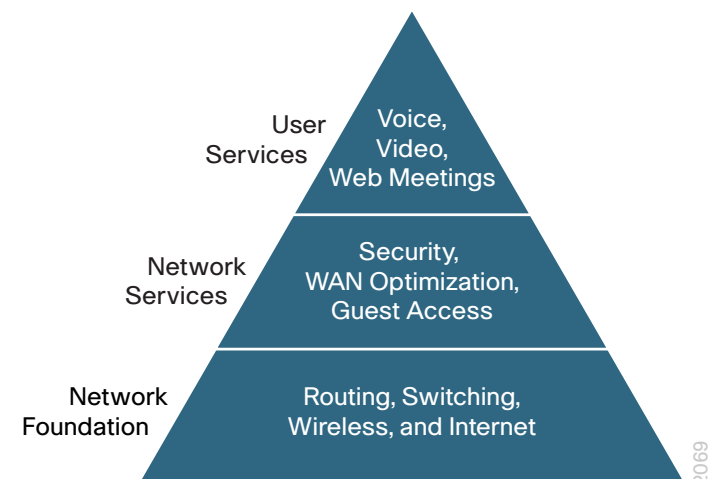 User
Services
Voice,
Video,
Web Meetings
Network
Services
Security,
WAN Optimization,
Guest Access
Network
Foundation
Routing, Switching,
Wireless, and Internet
2069